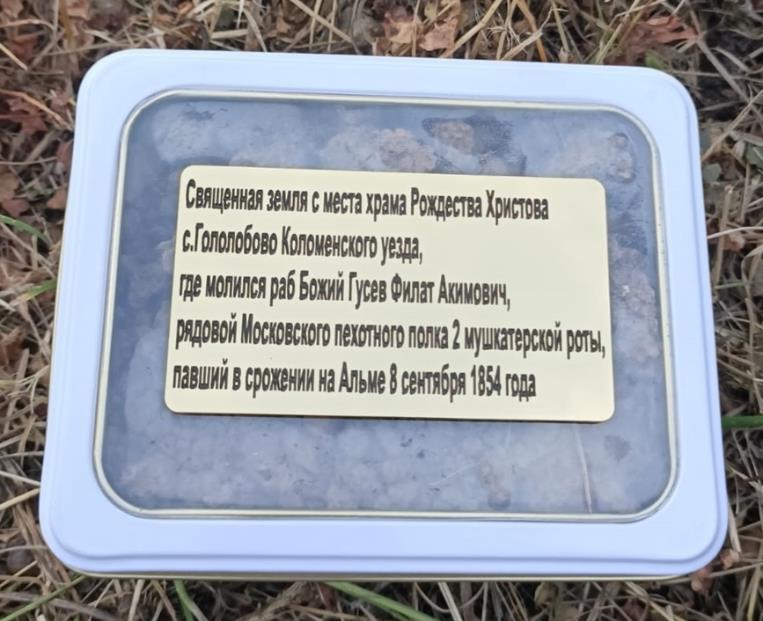 Священная земля с места храма Рождества Христова
с.Гололобово Коломенского уезда,
где молился раб Божий Гусев Филат Акимович,
рядовой Московского пехотного полка 2 мушкатерской роты,
павший в срожении на Альме 8 сентября 1854 года